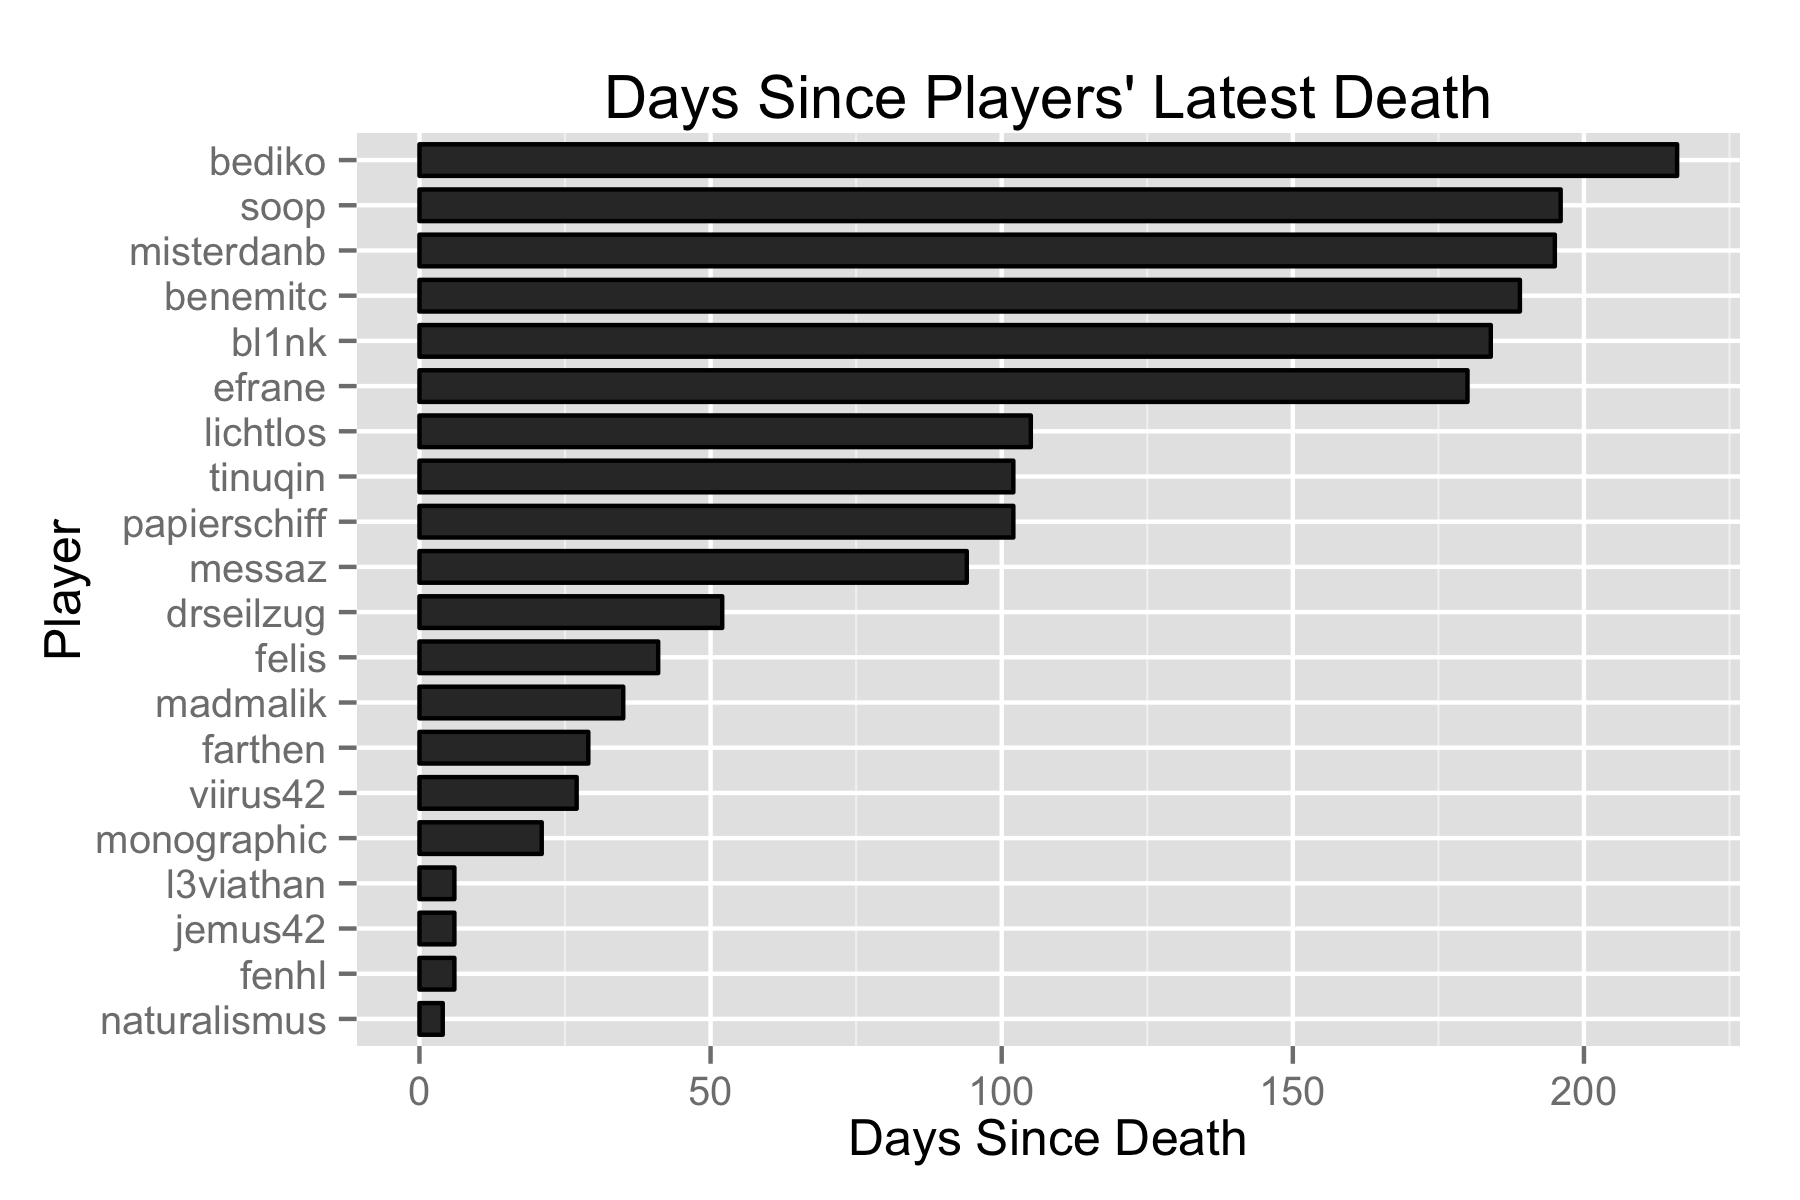 Days Since Players' Latest Death
bediko
soop
misterdanb
benemitc
bl1nk
efrane
lichtlos
tinuqin
papierschiff
messaz
drseilzug
felis
madmalik
farthen
viirus42
monographic
l3viathan
jemus42
fenhl
naturalismus
Player
0 50 100 150 200
Days Since Death